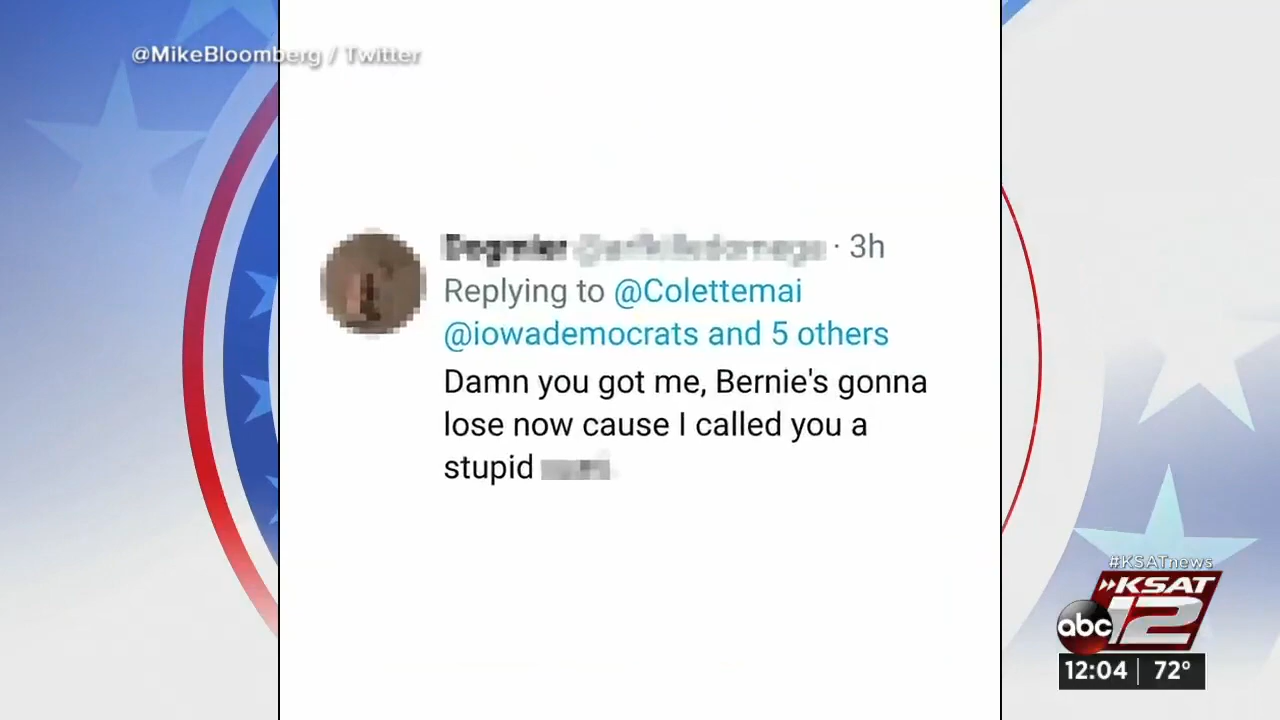 @MikeBloomberg / Twitter
· 3h
Replying to @Colettemai
@iowademocrats and 5 others
Damn you got me, Bernie's gonna
lose now cause I called you a
stupid
#KSATnews
KSAT
abc 12
12:04 | 72°